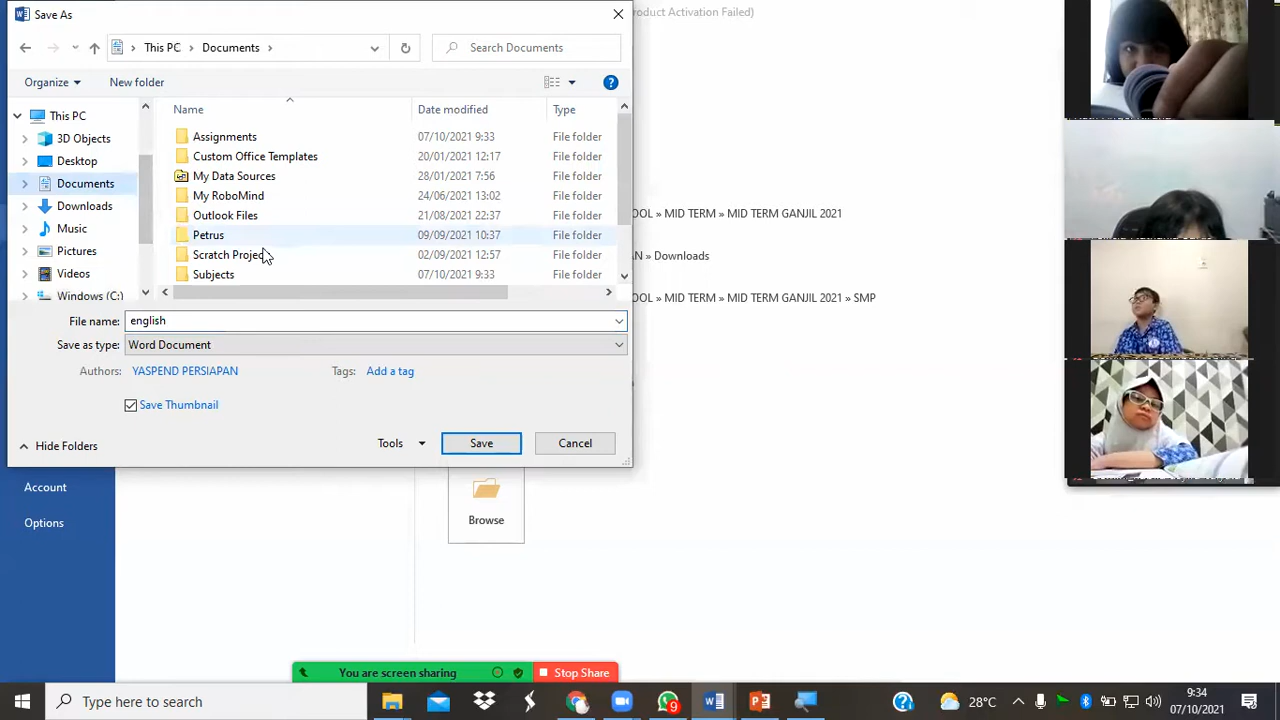 Save As
roduct Activation Failed)
This PC
Documents
Search Documents
Organize
New folder
Name
Date modified
Type
This PC
3D Objects
Desktop
Documents
Downloads
Music
Pictures
Videos
Windows (C:)
Assignments 07/10/2021 9:33 File folder
Custom Office Templates 20/01/2021 12:17 File folder
My Data Sources 28/01/2021 7:56 File folder
My RoboMind 24/06/2021 13:02 File folder
Outlook Files 21/08/2021 22:37 File folder
Petrus 09/09/2021 10:37 File folder
Scratch Project 02/09/2021 12:57 File folder
Subjects 07/10/2021 9:33 File folder
OOL » MID TERM » MID TERM GANJIL 2021
N » Downloads
OOL » MID TERM » MID TERM GANJIL 2021 » SMP
File name: english
Save as type: Word Document
Authors: YASPEND PERSIAPAN
Tags: Add a tag
Save Thumbnail
Hide Folders
Tools
Save
Cancel
Account
Options
Browse
You are screen sharing
Stop Share
Type here to search
9
28°C
9:34
07/10/2021